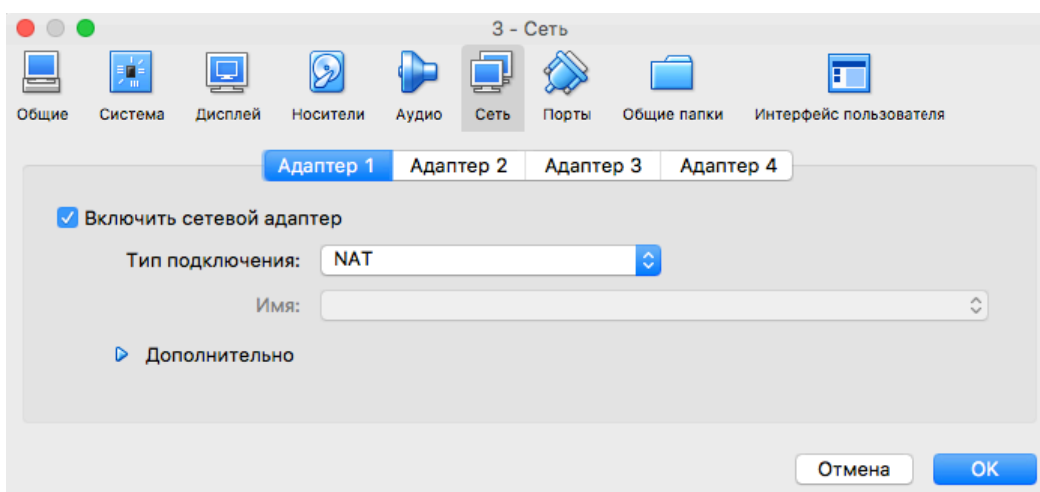 3 - Сеть
Общие Система Дисплей Носители Аудио Сеть Порты Общие папки Интерфейс пользователя
Адаптер 1 Адаптер 2 Адаптер 3 Адаптер 4
Включить сетевой адаптер
Тип подключения: NAT
Имя:
Дополнительно
Отмена OK